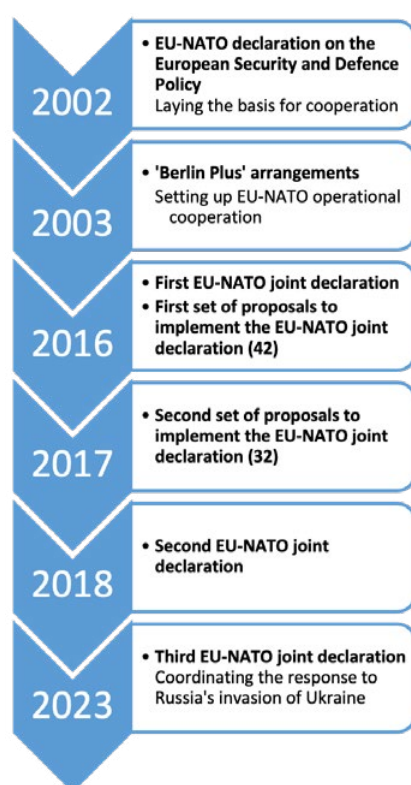 2002
• EU-NATO declaration on the
European Security and Defence
Policy
Laying the basis for cooperation
2003
• 'Berlin Plus' arrangements
Setting up EU-NATO operational
cooperation
2016
• First EU-NATO joint declaration
• First set of proposals to
implement the EU-NATO joint
declaration (42)
2017
• Second set of proposals to
implement the EU-NATO joint
declaration (32)
2018
• Second EU-NATO joint
declaration
2023
• Third EU-NATO joint declaration
Coordinating the response to
Russia's invasion of Ukraine